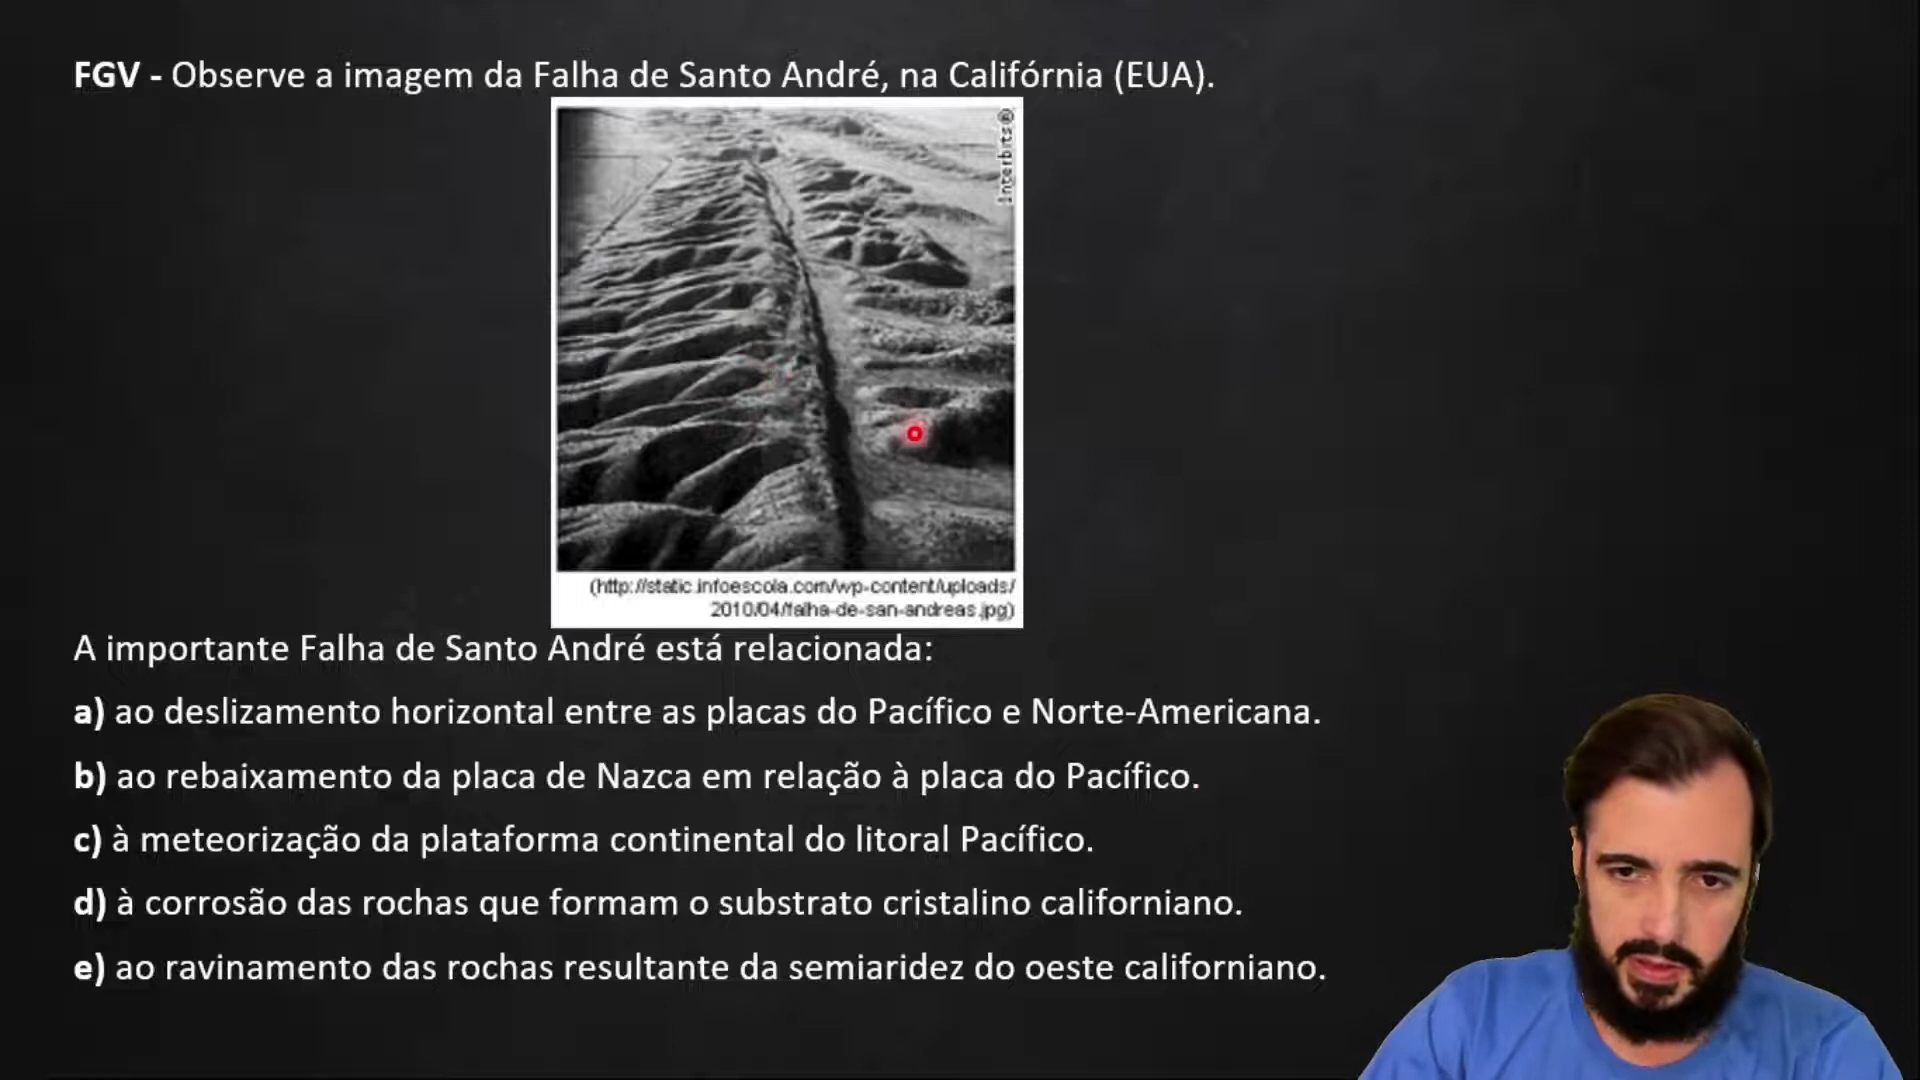 FGV - Observe a imagem da Falha de Santo André, na Califórnia (EUA).
interbits®
(http://static.infoescola.com/wp-content/uploads/
2010/04/falha-de-san-andreas.jpg)
A importante Falha de Santo André está relacionada:
a) ao deslizamento horizontal entre as placas do Pacífico e Norte-Americana.
b) ao rebaixamento da placa de Nazca em relação à placa do Pacífico.
c) à meteorização da plataforma continental do litoral Pacífico.
d) à corrosão das rochas que formam o substrato cristalino californiano.
e) ao ravinamento das rochas resultante da semiaridez do oeste californiano.